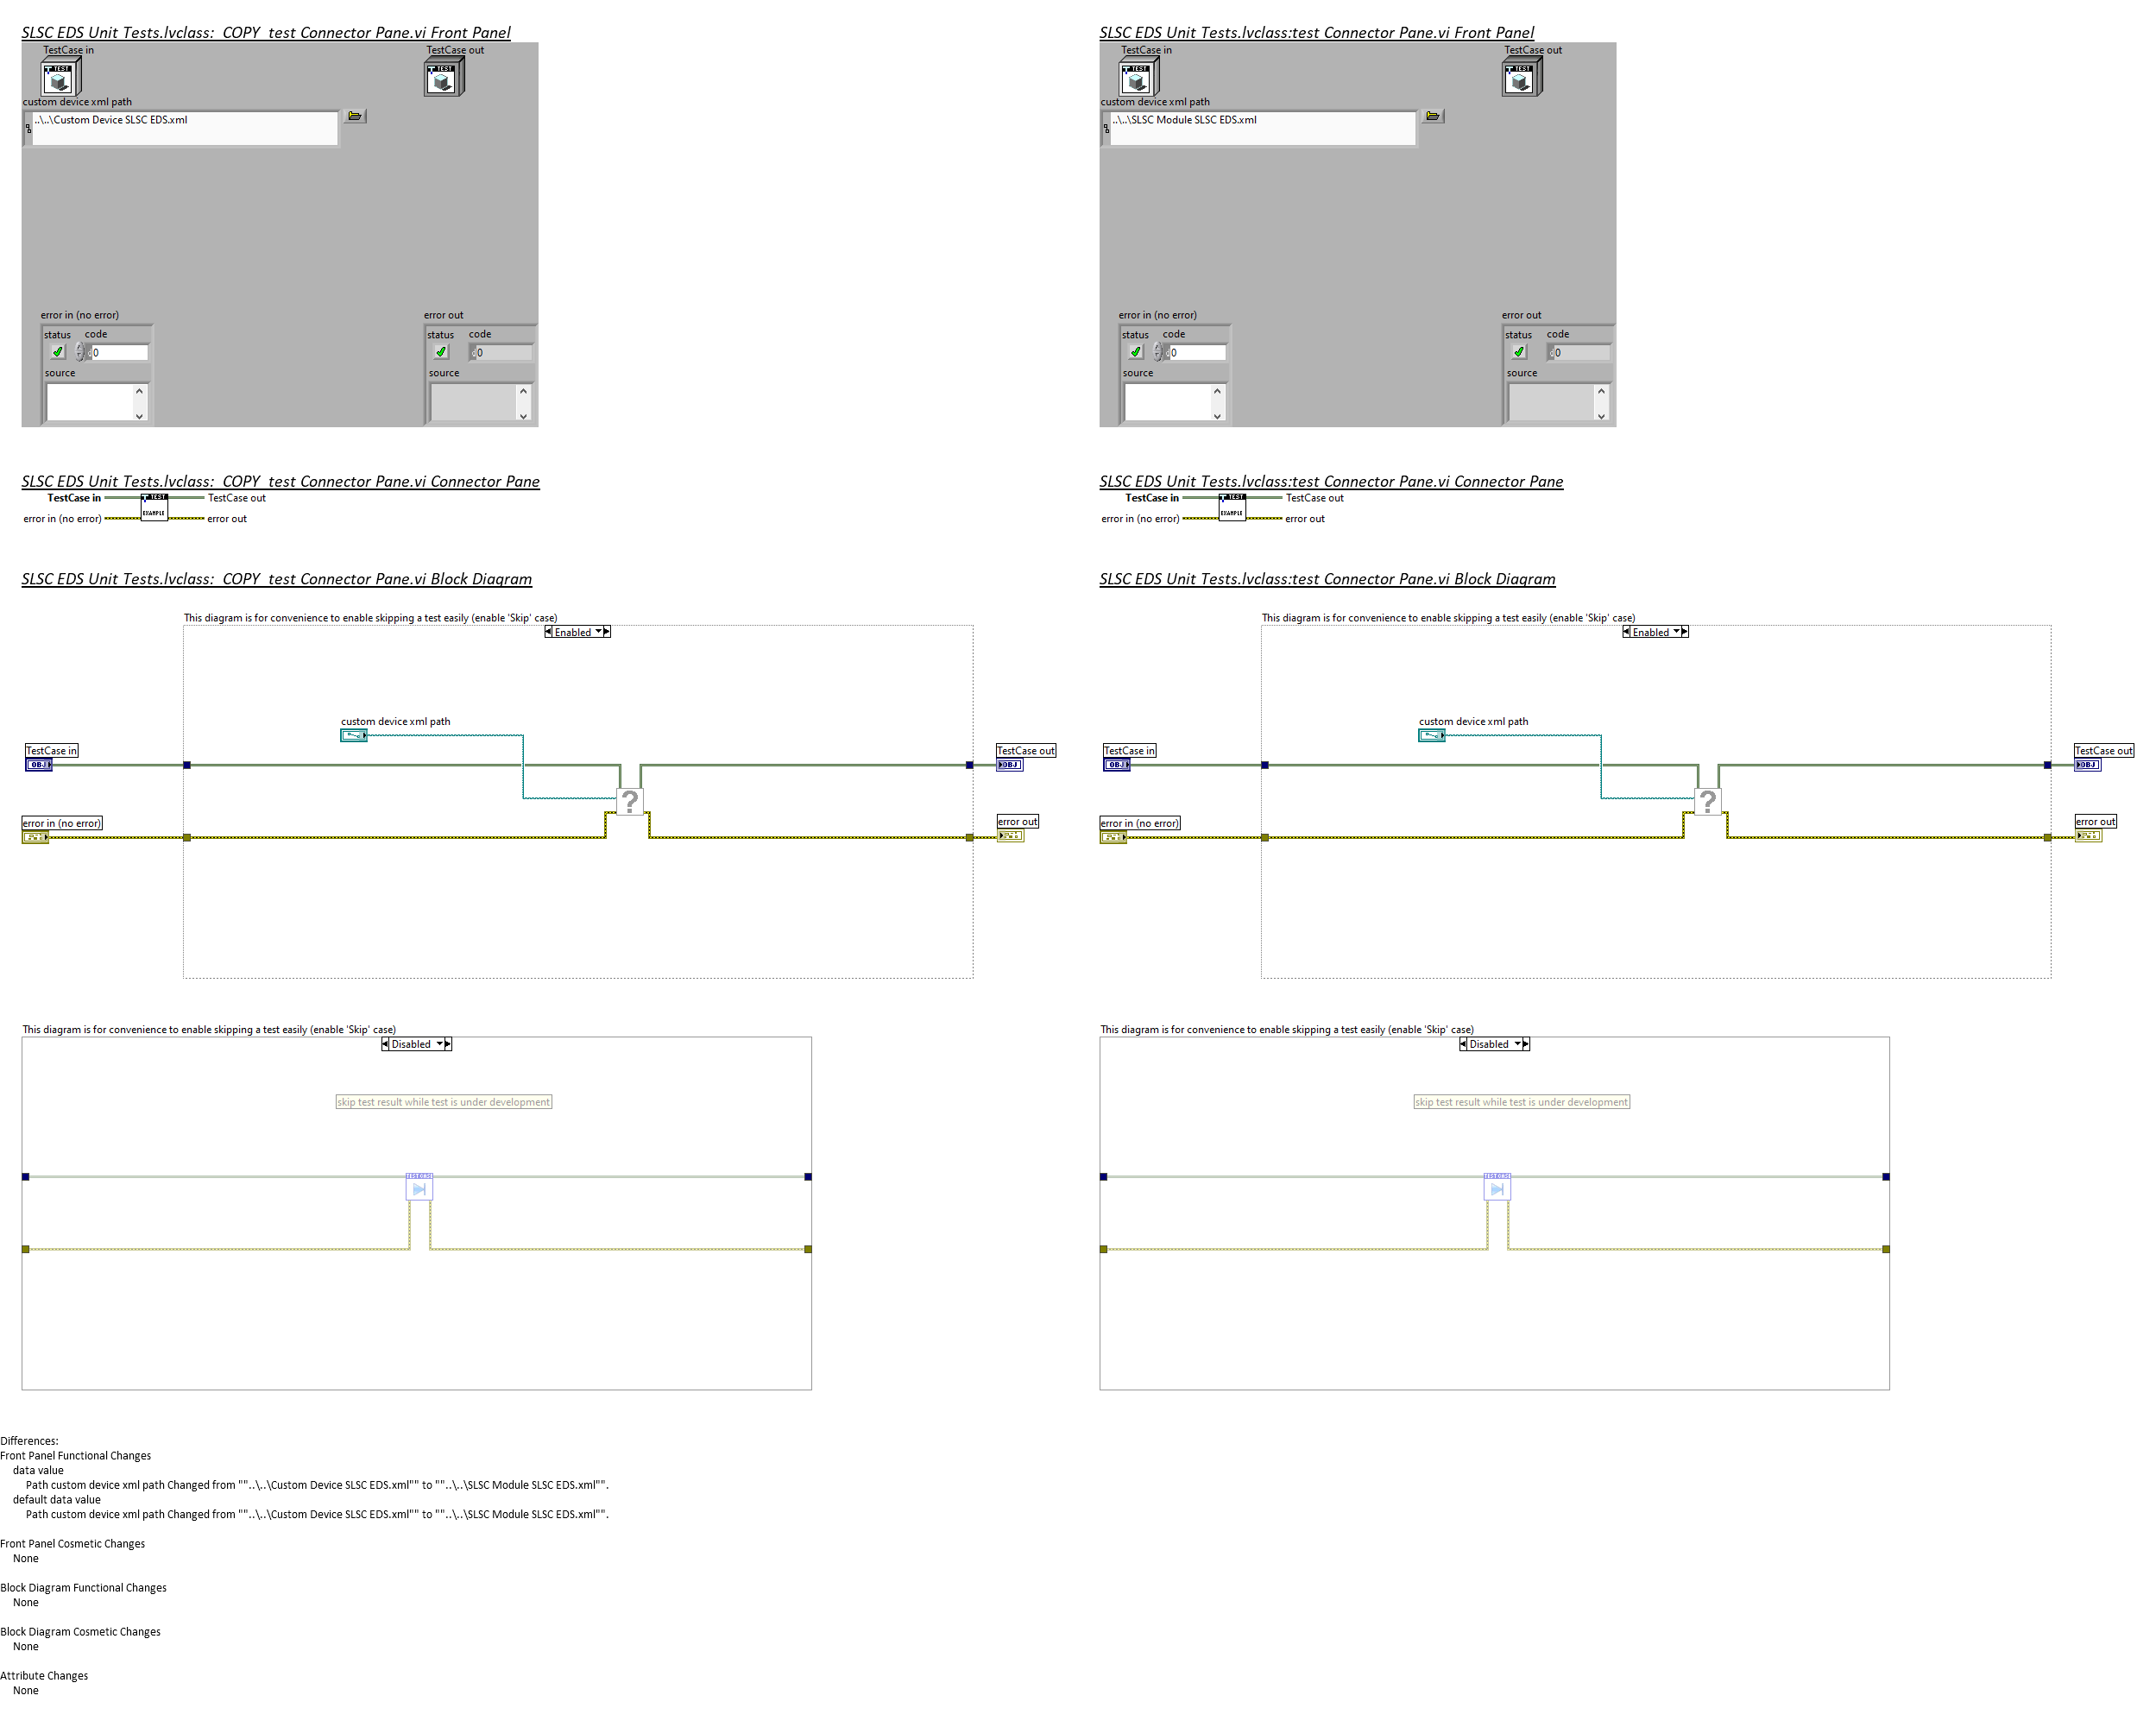 SLSC EDS Unit Tests.lvclass:_COPY_test Connector Pane.vi Front Panel
TestCase in
TestCase out
TEST
TEST
custom device xml path
..\..\Custom Device SLSC EDS.xml
error in (no error)
error out
status code
status code
0
0
source
source
SLSC EDS Unit Tests.lvclass:test Connector Pane.vi Front Panel
TestCase in
TestCase out
TEST
TEST
custom device xml path
..\..\SLSC Module SLSC EDS.xml
error in (no error)
error out
status code
status code
0
0
source
source
SLSC EDS Unit Tests.lvclass:_COPY_test Connector Pane.vi Connector Pane
TestCase in
TEST
TestCase out
error in (no error)
EXAMPLE
error out
SLSC EDS Unit Tests.lvclass:test Connector Pane.vi Connector Pane
TestCase in
TEST
TestCase out
error in (no error)
EXAMPLE
error out
SLSC EDS Unit Tests.lvclass:_COPY_test Connector Pane.vi Block Diagram
This diagram is for convenience to enable skipping a test easily (enable 'Skip' case)
Enabled
custom device xml path
TestCase in
OBJ
TestCase out
OBJ
?
error in (no error)
error out
This diagram is for convenience to enable skipping a test easily (enable 'Skip' case)
Disabled
skip test result while test is under development
SLSC EDS Unit Tests.lvclass:test Connector Pane.vi Block Diagram
This diagram is for convenience to enable skipping a test easily (enable 'Skip' case)
Enabled
custom device xml path
TestCase in
OBJ
TestCase out
OBJ
?
error in (no error)
error out
This diagram is for convenience to enable skipping a test easily (enable 'Skip' case)
Disabled
skip test result while test is under development
Differences:
Front Panel Functional Changes
data value
Path custom device xml path Changed from ""..\..\Custom Device SLSC EDS.xml"" to ""..\..\SLSC Module SLSC EDS.xml"".
default data value
Path custom device xml path Changed from ""..\..\Custom Device SLSC EDS.xml"" to ""..\..\SLSC Module SLSC EDS.xml"".
Front Panel Cosmetic Changes
None
Block Diagram Functional Changes
None
Block Diagram Cosmetic Changes
None
Attribute Changes
None